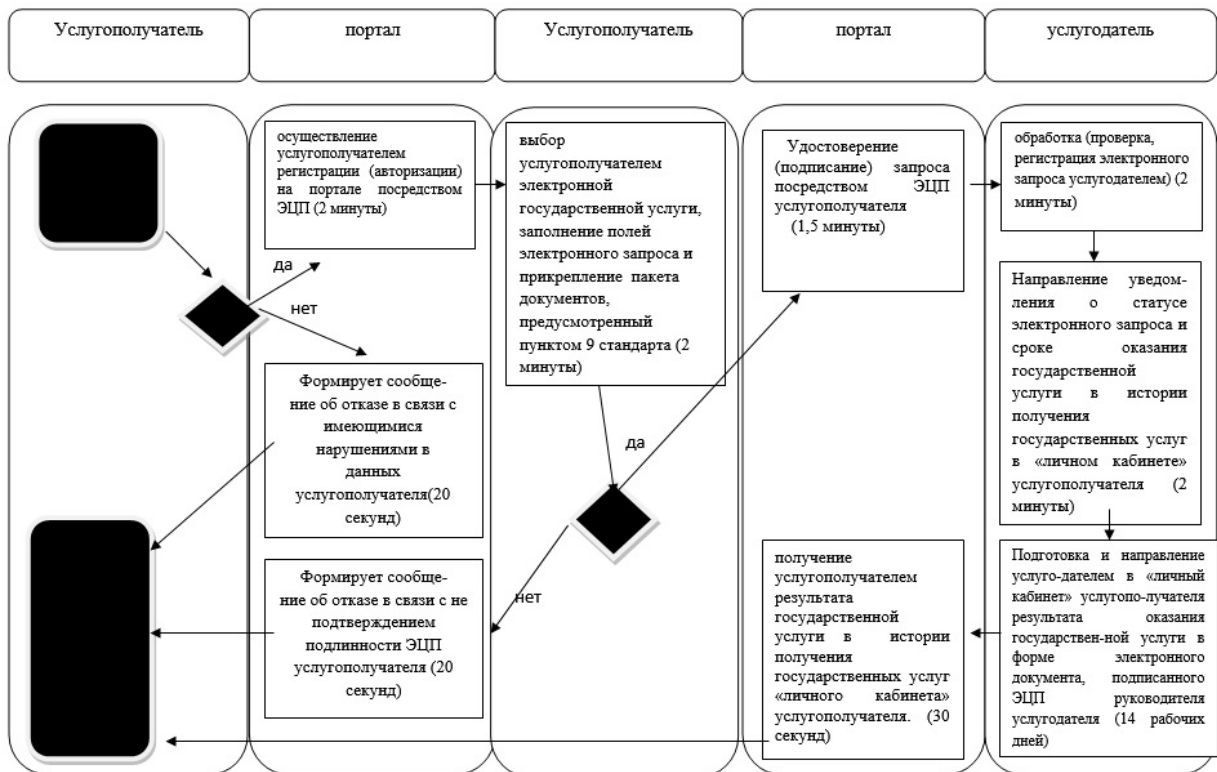 Услугополучатель
портал
Услугополучатель
портал
услугодатель
осуществление
услугополучателем
регистрации (авторизации)
на портале посредством
ЭЦП (2 минуты)
да
нет
Формирует сообще-
ние об отказе в связи с
имеющимися
нарушениями в
данных
услугополучателя(20
секунд)
Формирует сообще-
ние об отказе в связи с не
подтверждением
подлинности ЭЦП
услугополучателя (20
секунд)
выбор
услугополучателем
электронной
государственной услуги,
заполнение полей
электронного запроса и
прикрепление пакета
документов,
предусмотренный
пунктом 9 стандарта (2
минуты)
да
нет
Удостоверение
(подписание) запроса
посредством ЭЦП
услугополучателя
(1,5 минуты)
обработка (проверка,
регистрация электронного
запроса услугодателем) (2
минуты)
Направление уведом-
ления о статусе
электронного запроса и
сроке оказания
государственной
услуги в истории
получения
государственных услуг
в «личном кабинете»
услугополучателя (2
минуты)
Подготовка и направление
услуго-дателем в «личный
кабинет» услугопо-лучателя
результата оказания
государствен-ной услуги в
форме электронного
документа, подписанного
ЭЦП руководителя
услугодателя (14 рабочих
дней)
получение
услугополучателем
результата
государственной
услуги в истории
получения
государственных услуг
«личного кабинета»
услугополучателя. (30
секунд)